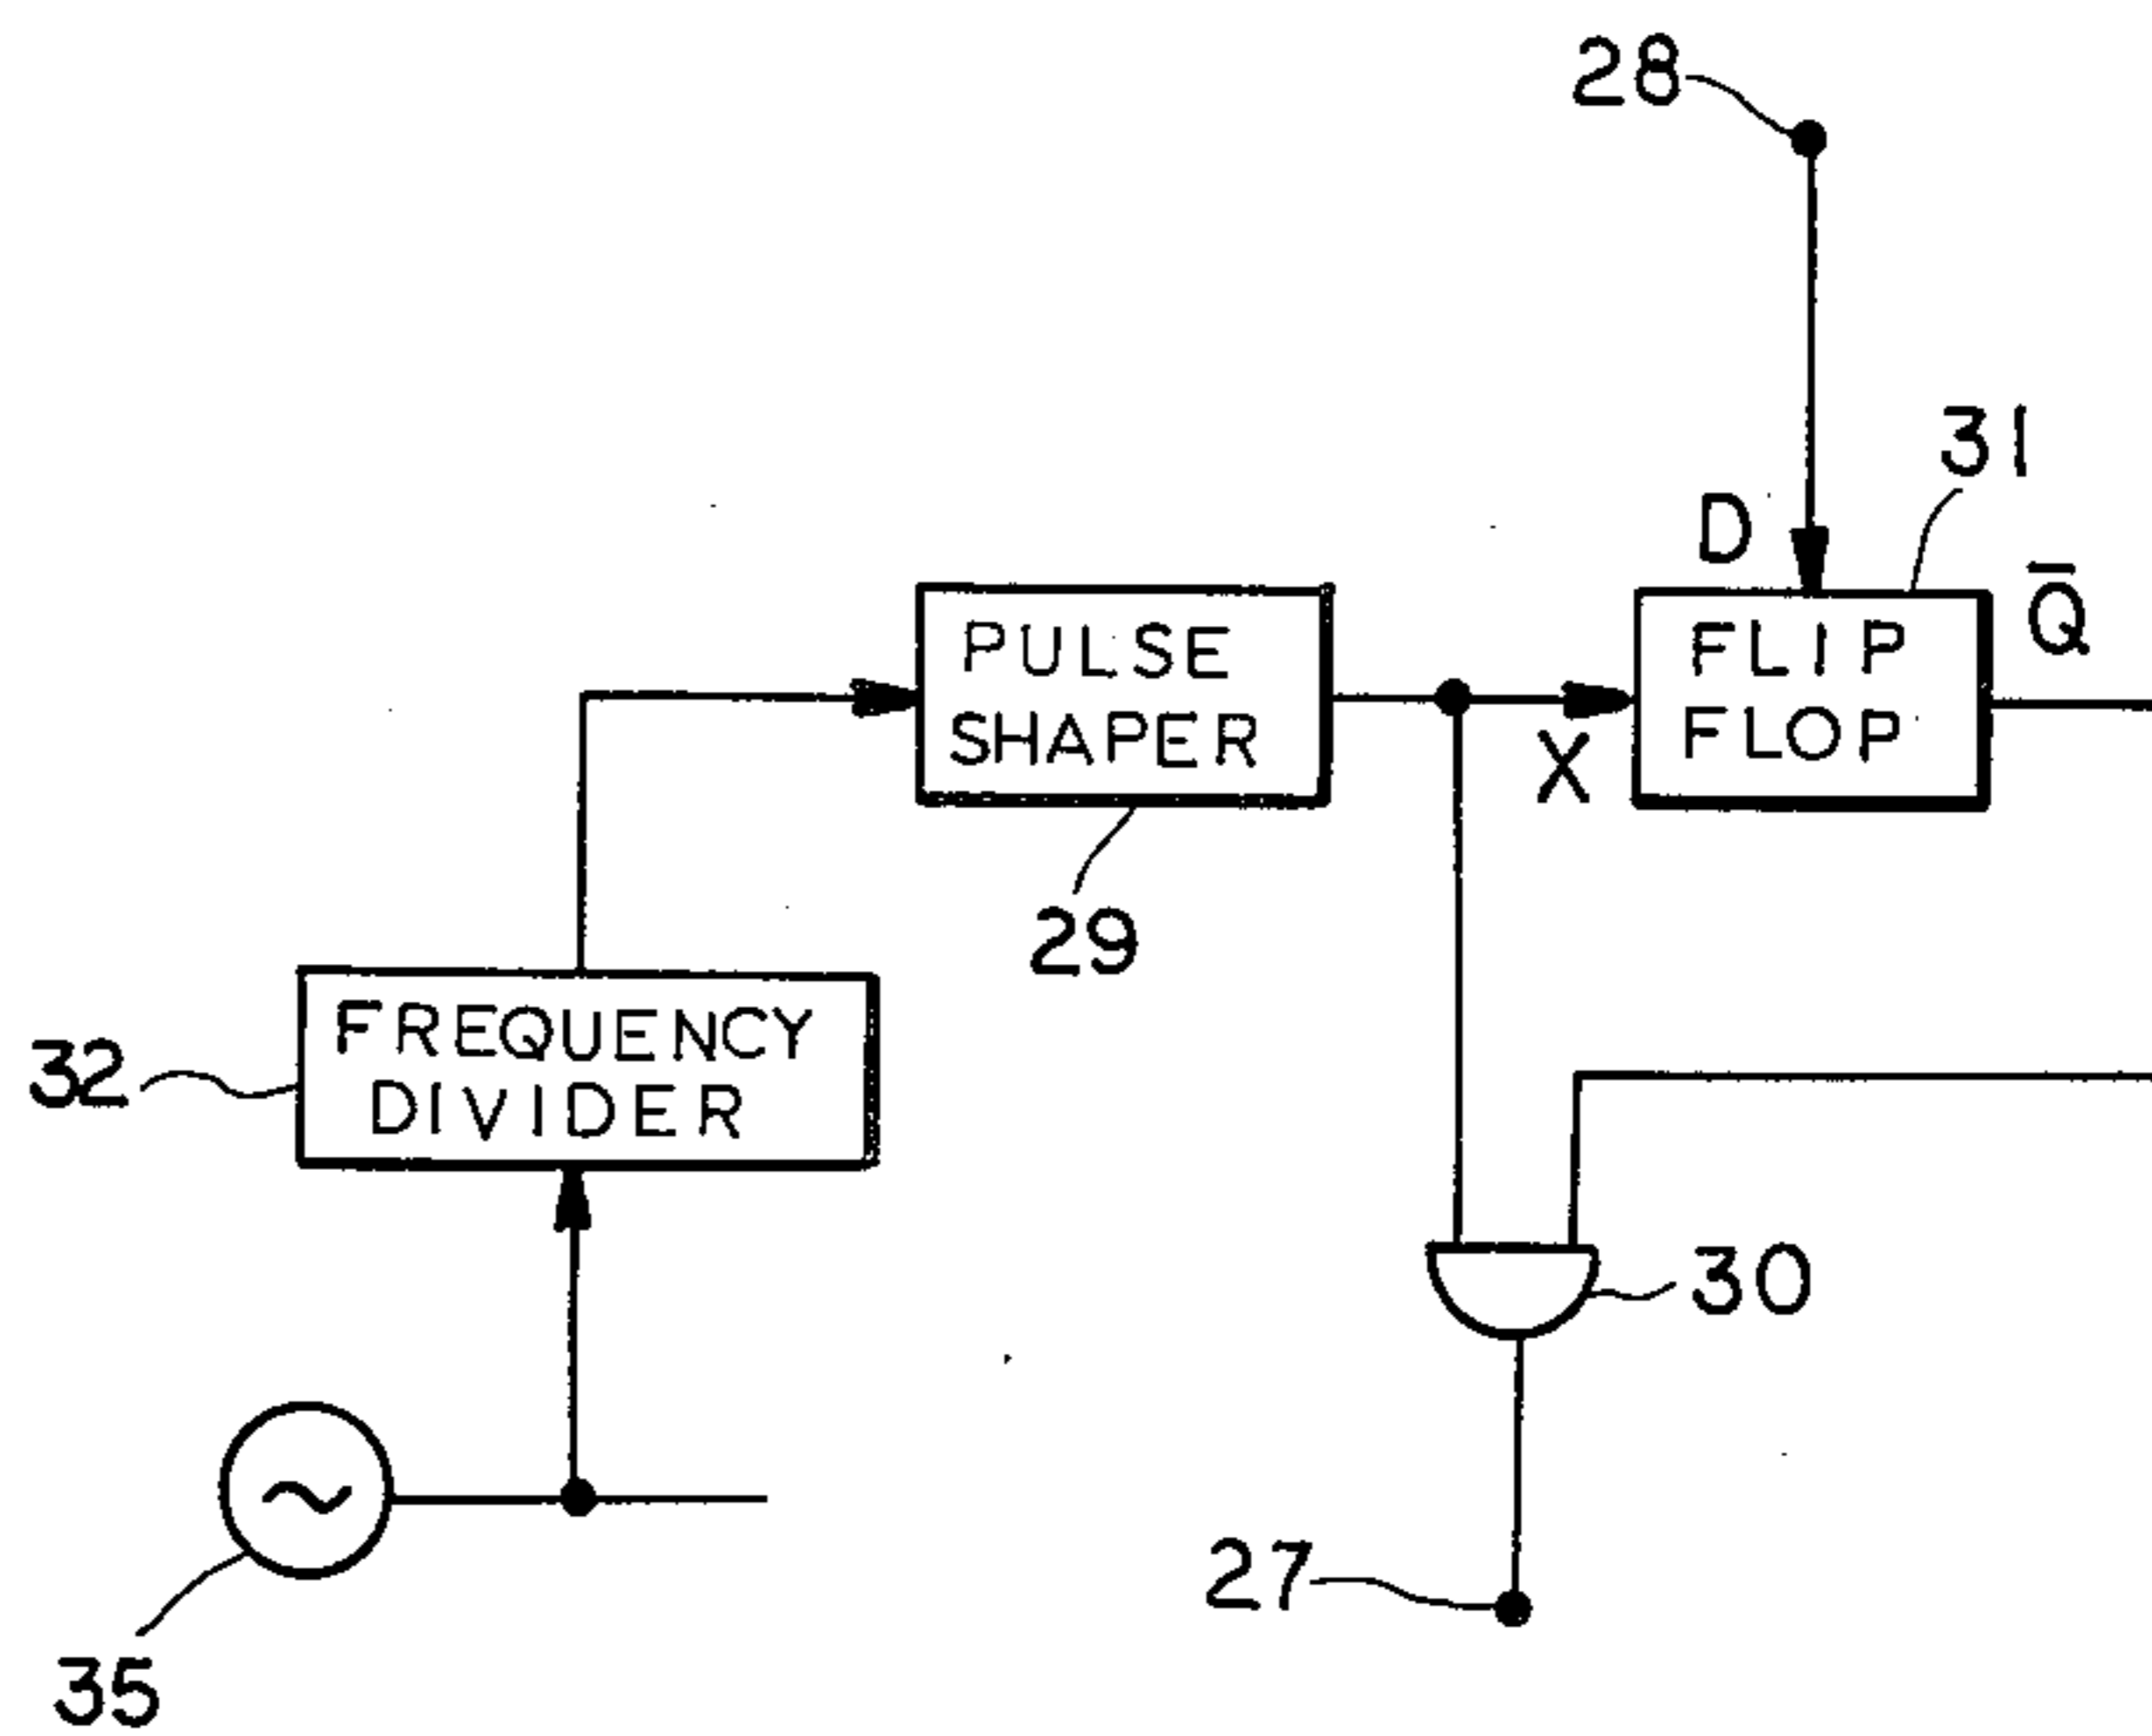 28
31
D
Q̅
PULSE
SHAPER
FLIP
FLOP
X
29
32
FREQUENCY
DIVIDER
30
27
35